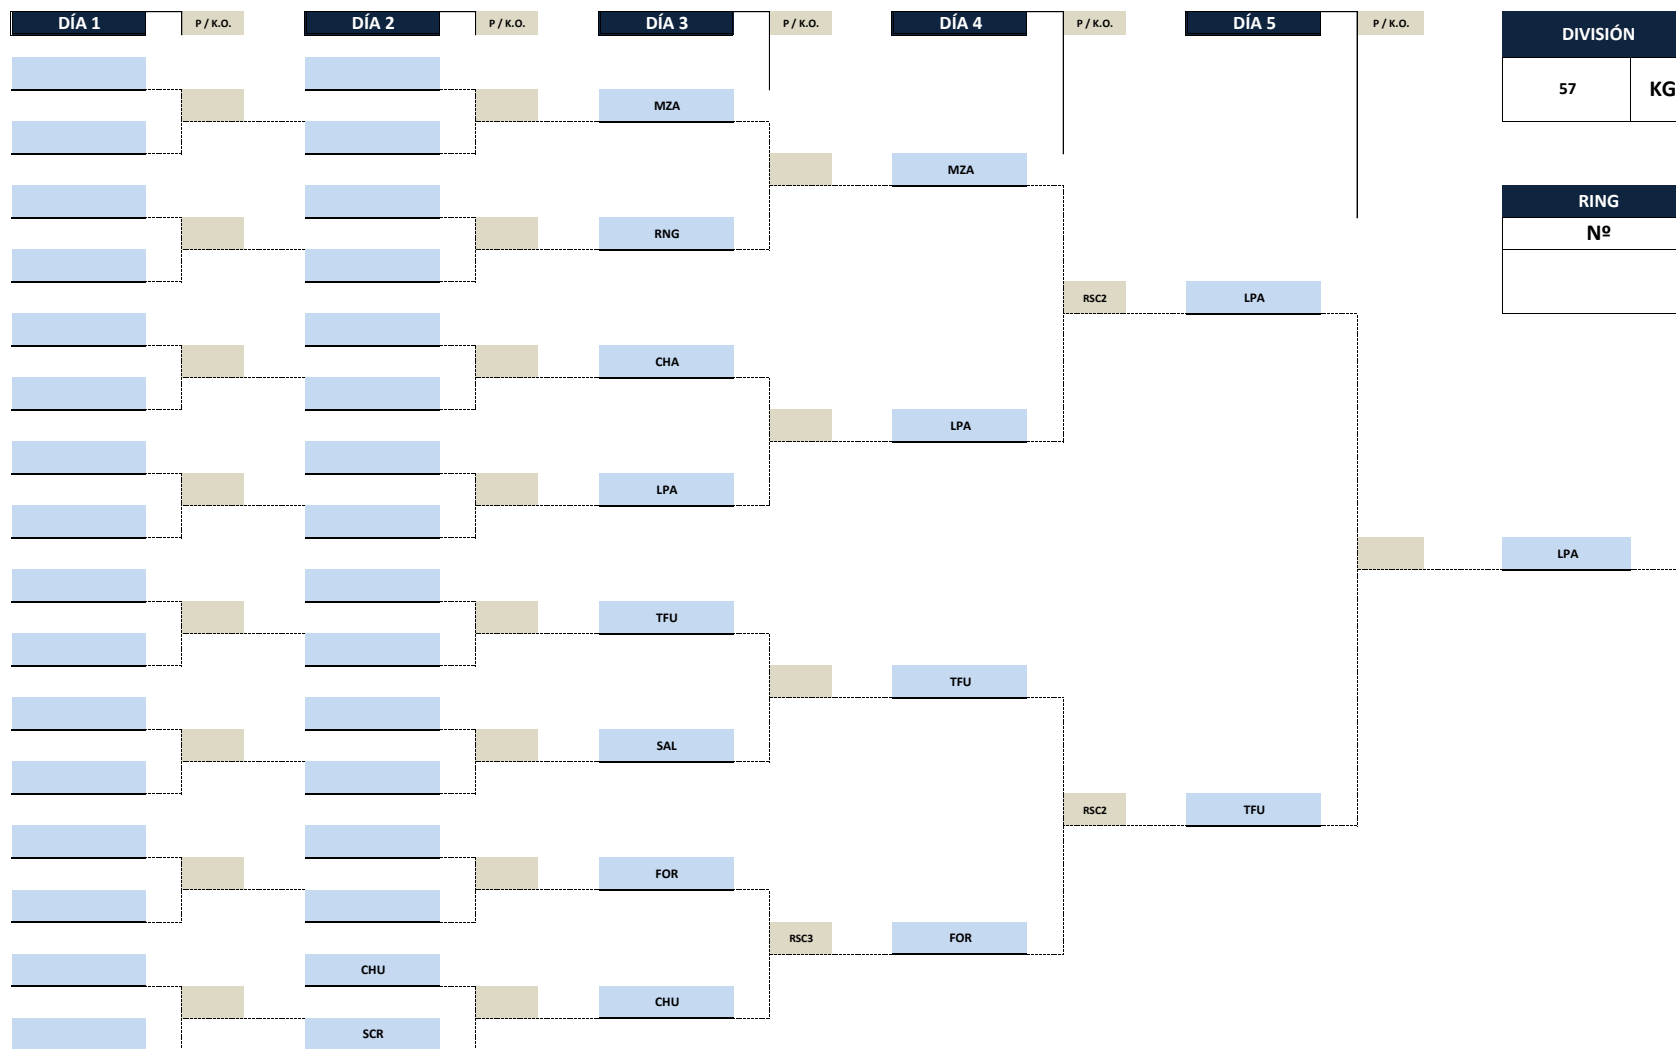 DÍA 1 P / K.O. DÍA 2 P / K.O. DÍA 3 P / K.O. DÍA 4 P / K.O. DÍA 5 P / K.O. DIVISIÓN
57 KG
MZA
MZA
RING
RNG
Nº
RSC2 LPA
CHA
LPA
LPA
LPA
TFU
TFU
SAL
RSC2 TFU
FOR
RSC3 FOR
CHU
CHU
SCR